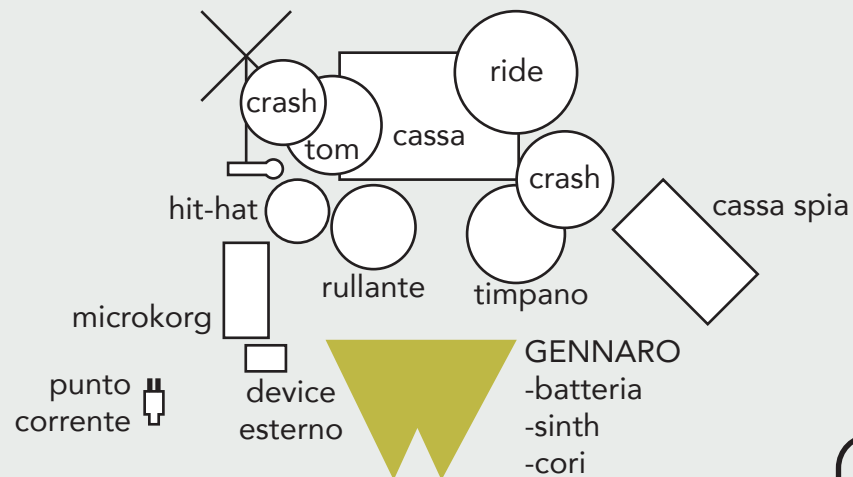 ride
crash
cassa
tom
crash
hit-hat
cassa spia
rullante
timpano
microkorg
GENNARO
-batteria
-sinth
-cori
device
esterno
punto
corrente